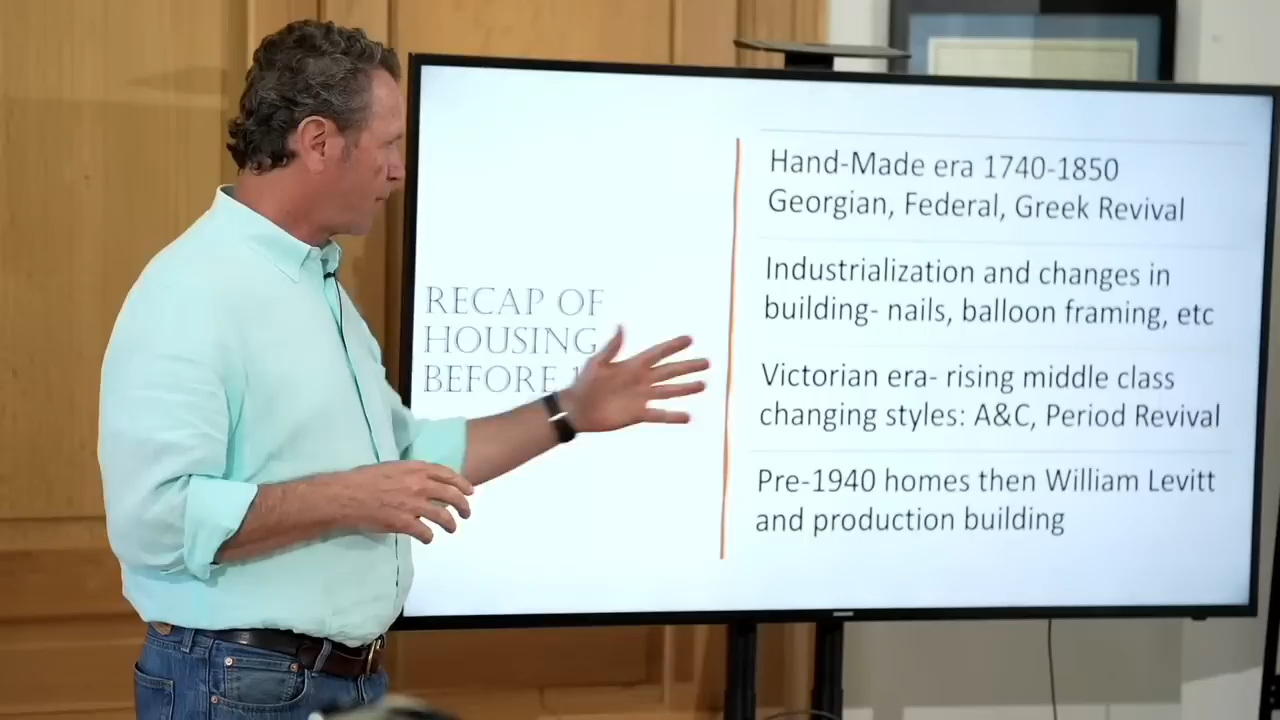 RECAP OF
HOUSING
BEFORE
Hand-Made era 1740-1850
Georgian, Federal, Greek Revival
Industrialization and changes in
building- nails, balloon framing, etc
Victorian era- rising middle class
changing styles: A&C, Period Revival
Pre-1940 homes then William Levitt
and production building